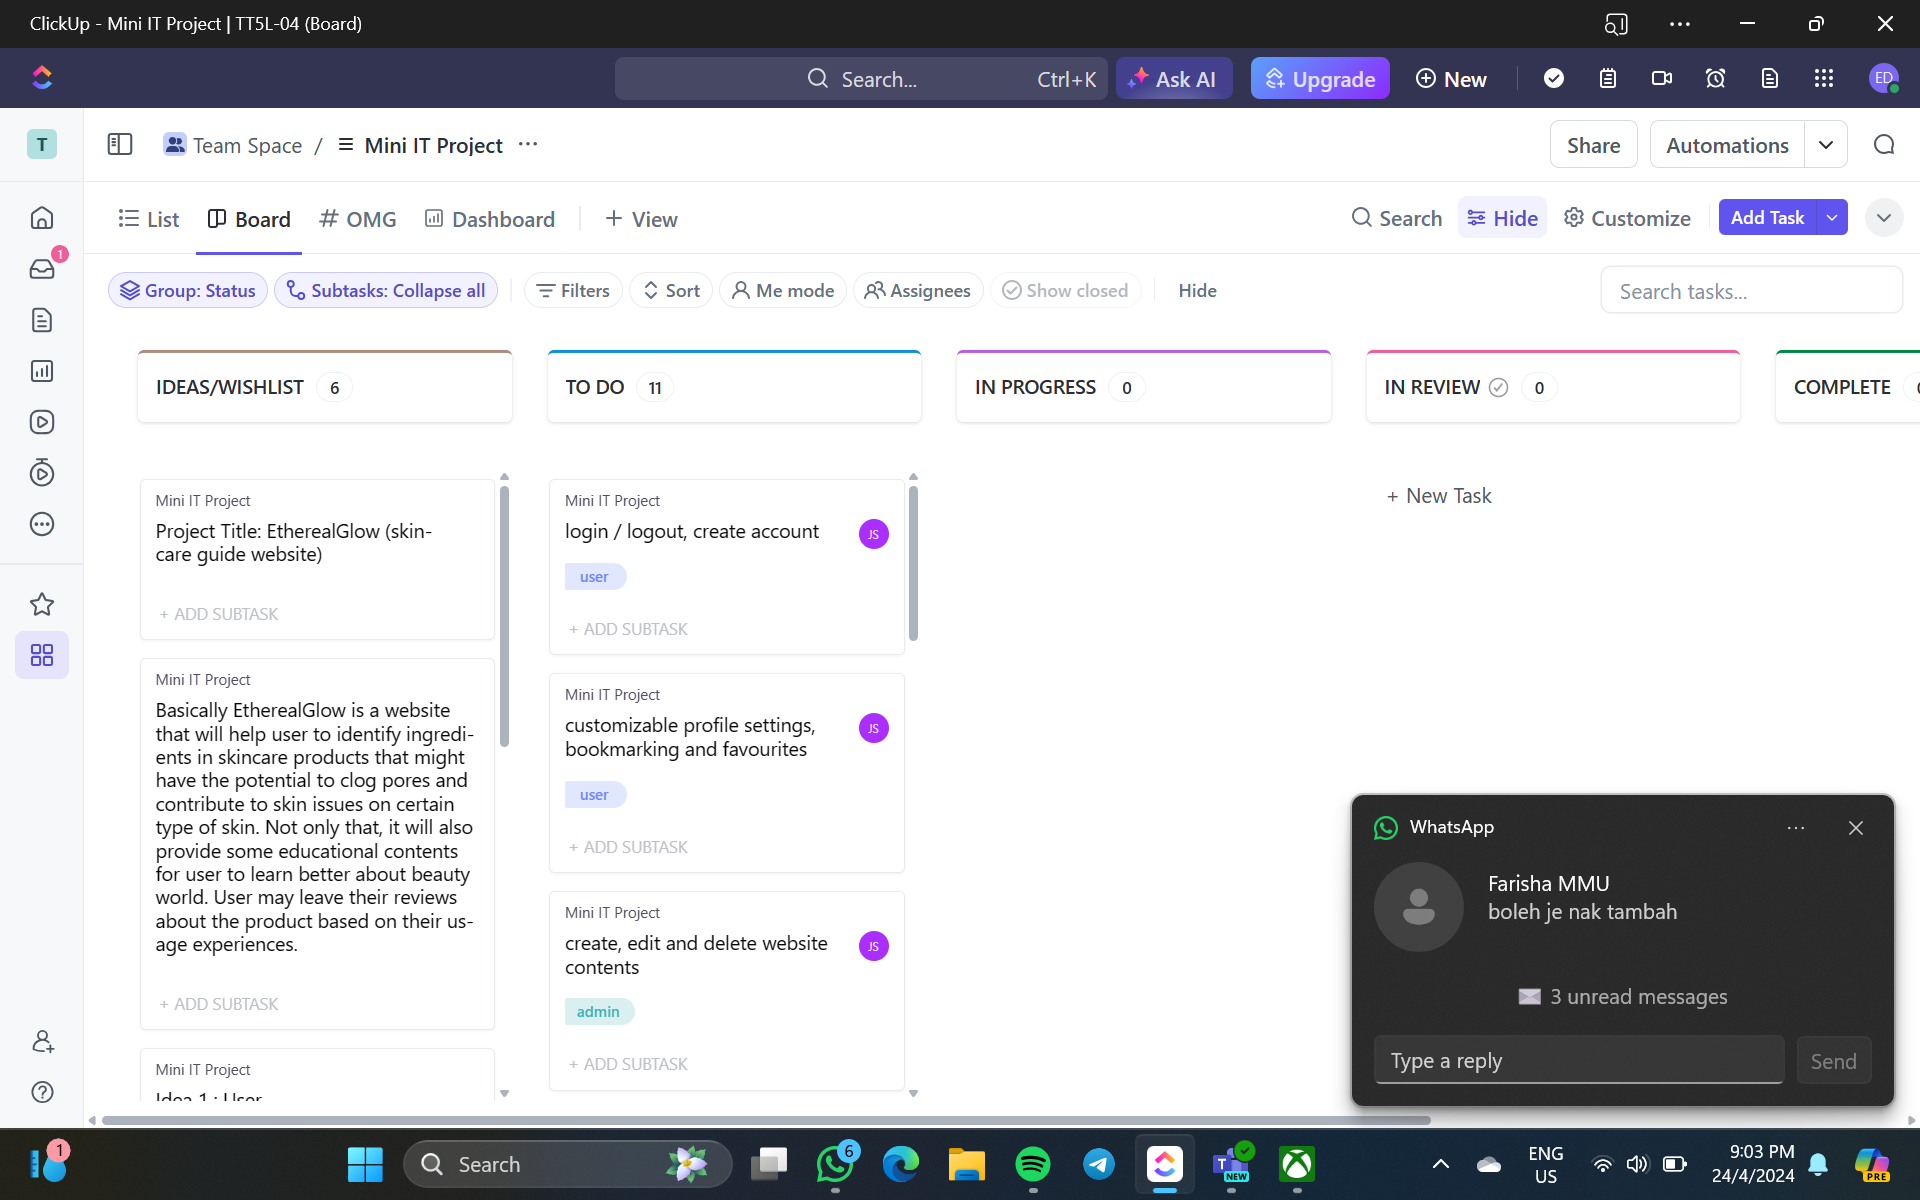 ClickUp - Mini IT Project | TT5L-04 (Board)
Search...
Ctrl+K
Ask AI
Upgrade
New
ED
T
Team Space / Mini IT Project
Share
Automations
1
List
Board
OMG
Dashboard
+ View
Search
Hide
Customize
Add Task
Group: Status
Subtasks: Collapse all
Filters
Sort
Me mode
Assignees
Show closed
Hide
Search tasks...
IDEAS/WISHLIST 6
TO DO 11
IN PROGRESS 0
IN REVIEW 0
COMPLETE
Mini IT Project
Project Title: EtherealGlow (skin-
care guide website)
+ ADD SUBTASK
Mini IT Project
Basically EtherealGlow is a website
that will help user to identify ingredi-
ents in skincare products that might
have the potential to clog pores and
contribute to skin issues on certain
type of skin. Not only that, it will also
provide some educational contents
for user to learn better about beauty
world. User may leave their reviews
about the product based on their us-
age experiences.
+ ADD SUBTASK
Mini IT Project
Idea 1 : User
Mini IT Project
login / logout, create account
JS
user
+ ADD SUBTASK
Mini IT Project
customizable profile settings,
bookmarking and favourites
JS
user
+ ADD SUBTASK
Mini IT Project
create, edit and delete website
contents
JS
admin
+ ADD SUBTASK
+ New Task
WhatsApp
Farisha MMU
boleh je nak tambah
3 unread messages
Type a reply
Send
1
Search
6
NEW
ENG
US
9:03 PM
24/4/2024
PRE